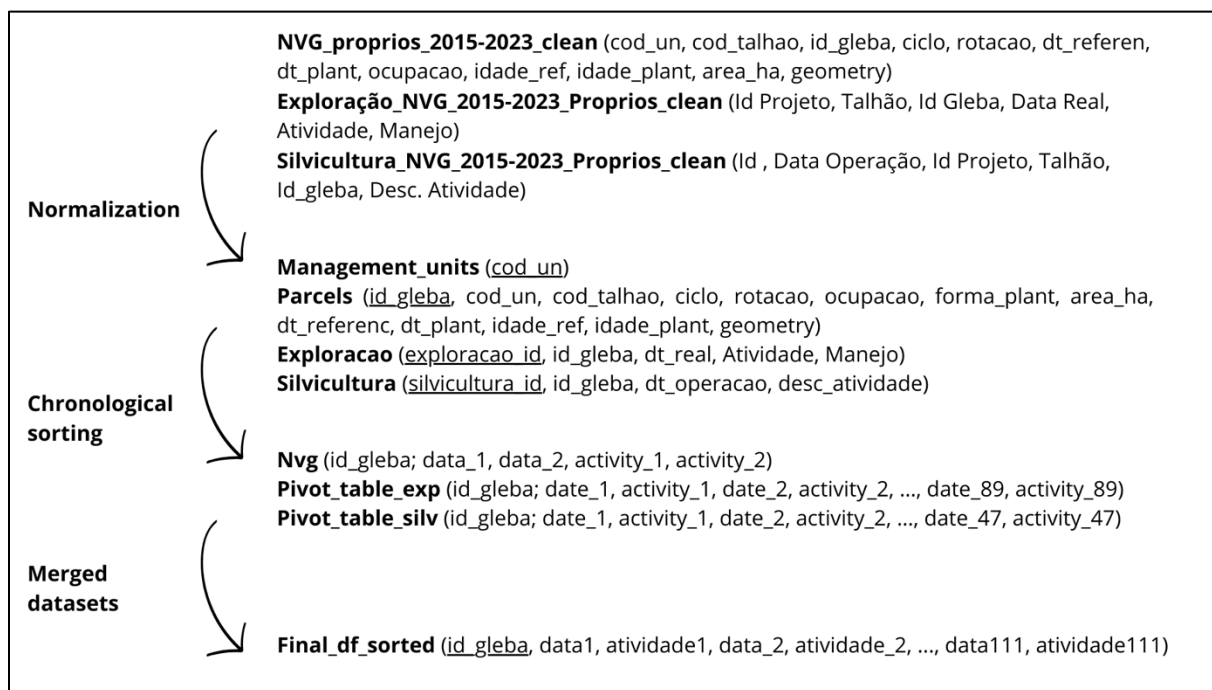 NVG_proprios_2015-2023_clean (cod_un, cod_talhao, id_gleba, ciclo, rotacao, dt_referen,
dt_plant, ocupacao, idade_ref, idade_plant, area_ha, geometry)
Exploração_NVG_2015-2023_Proprios_clean (Id Projeto, Talhão, Id Gleba, Data Real,
Atividade, Manejo)
Silvicultura_NVG_2015-2023_Proprios_clean (Id , Data Operação, Id Projeto, Talhão,
Id_gleba, Desc. Atividade)
Normalization
Management_units (cod_un)
Parcels (id_gleba, cod_un, cod_talhao, ciclo, rotacao, ocupacao, forma_plant, area_ha,
dt_referenc, dt_plant, idade_ref, idade_plant, geometry)
Exploracao (exploracao_id, id_gleba, dt_real, Atividade, Manejo)
Silvicultura (silvicultura_id, id_gleba, dt_operacao, desc_atividade)
Chronological
sorting
Nvg (id_gleba; data_1, data_2, activity_1, activity_2)
Pivot_table_exp (id_gleba; date_1, activity_1, date_2, activity_2, ..., date_89, activity_89)
Pivot_table_silv (id_gleba; date_1, activity_1, date_2, activity_2, ..., date_47, activity_47)
Merged
datasets
Final_df_sorted (id_gleba, data1, atividade1, data_2, atividade_2, ..., data111, atividade111)